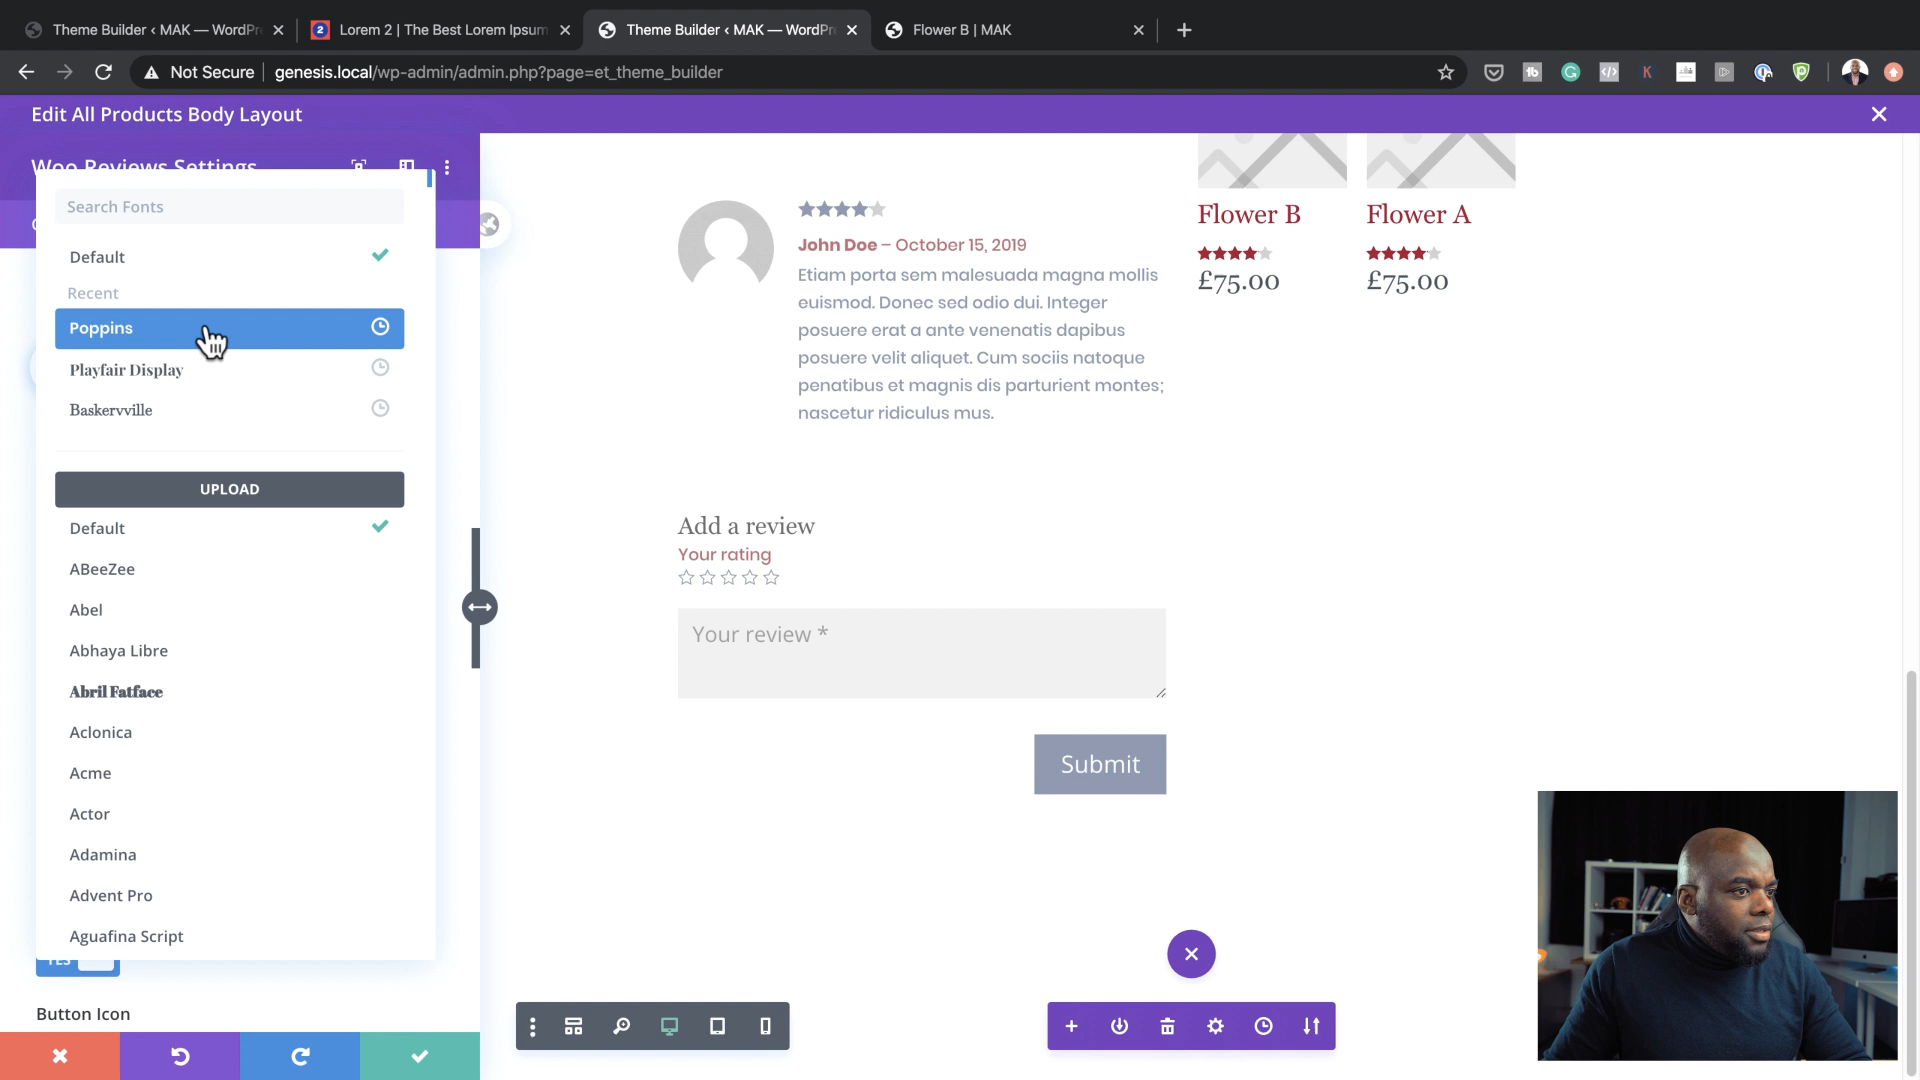 Theme Builder ‹ MAK — WordPr
Lorem 2 | The Best Lorem Ipsum
Theme Builder ‹ MAK — WordPr
Flower B | MAK
Not Secure
genesis.local/wp-admin/admin.php?page=et_theme_builder
Edit All Products Body Layout
Woo Reviews Settings
Search Fonts
Default
Recent
Poppins
Playfair Display
Baskervville
UPLOAD
Default
ABeeZee
Abel
Abhaya Libre
Abril Fatface
Aclonica
Acme
Actor
Adamina
Advent Pro
Aguafina Script
YES
Button Icon
John Doe – October 15, 2019
Etiam porta sem malesuada magna mollis
euismod. Donec sed odio dui. Integer
posuere erat a ante venenatis dapibus
posuere velit aliquet. Cum sociis natoque
penatibus et magnis dis parturient montes;
nascetur ridiculus mus.
Flower B
£75.00
Flower A
£75.00
Add a review
Your rating
Your review *
Submit